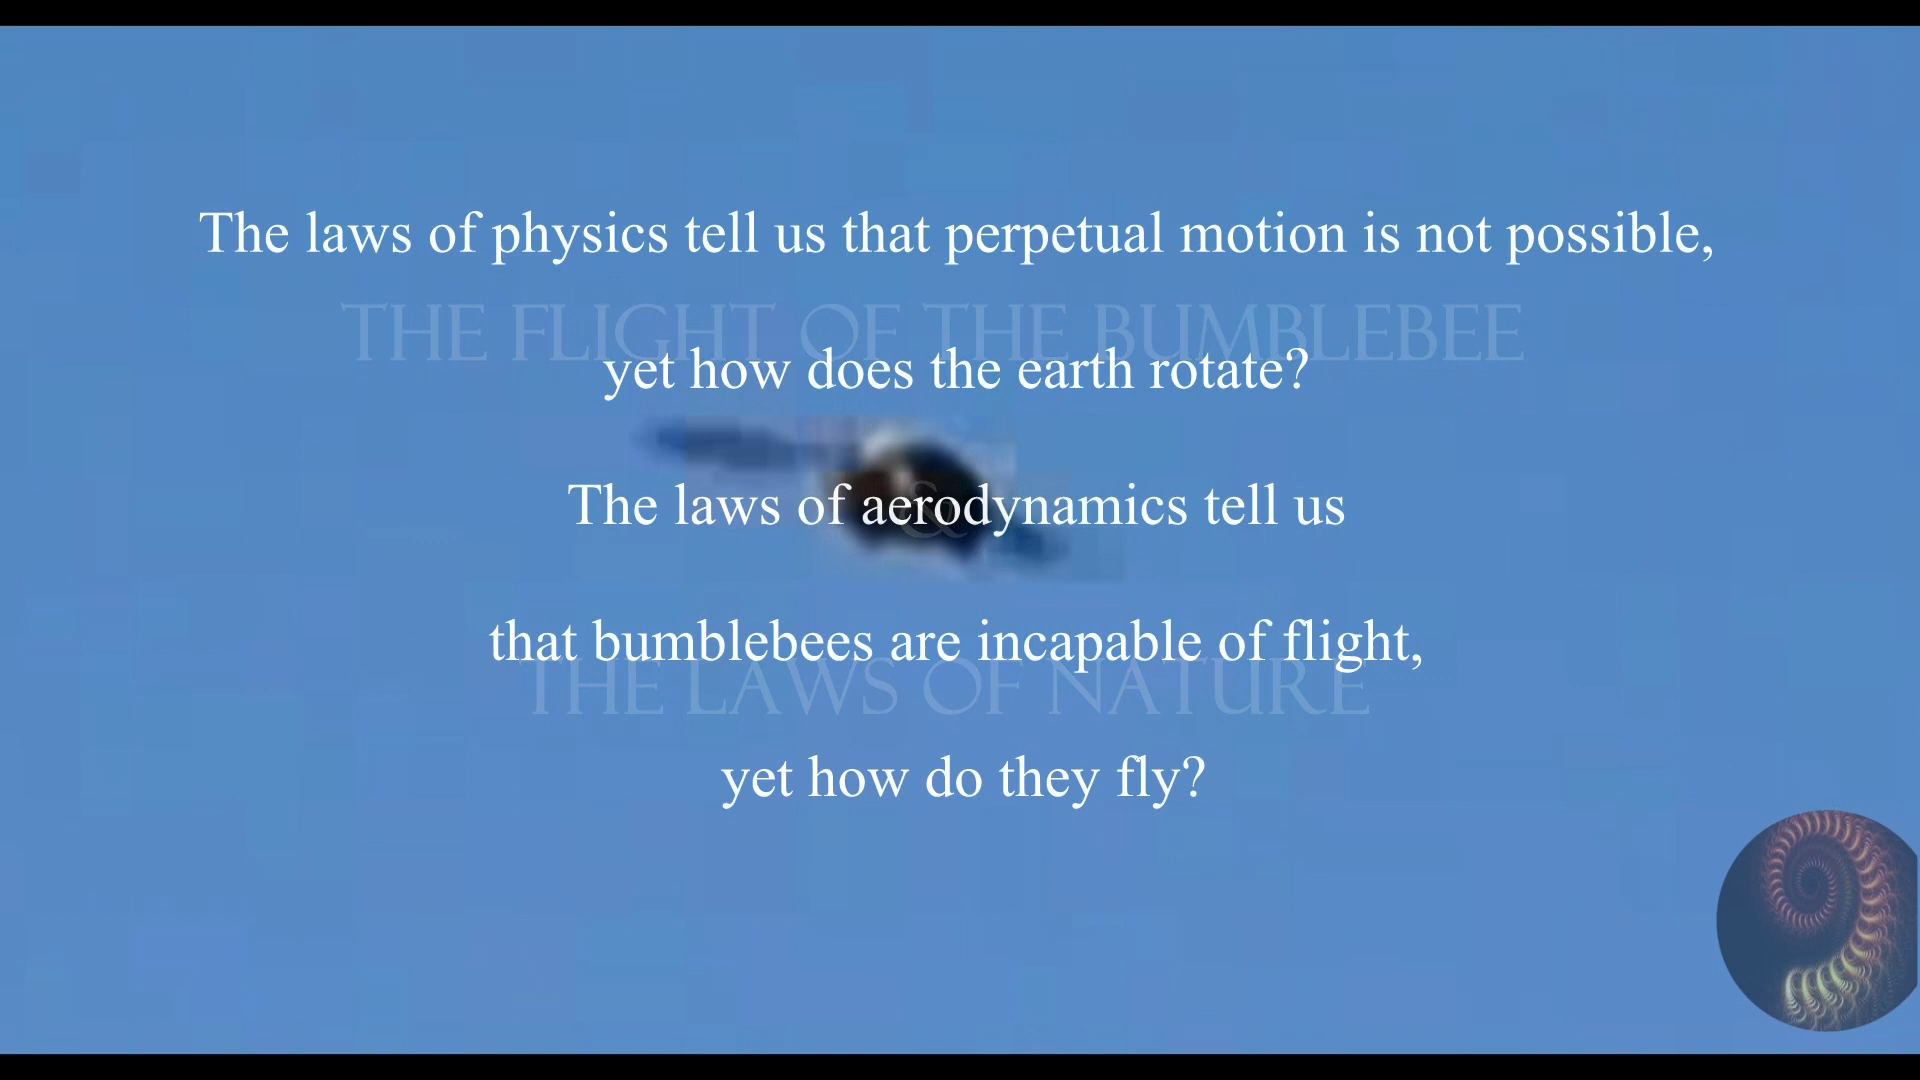 The laws of physics tell us that perpetual motion is not possible,
THE FLIGHT OF THE BUMBLEBEE
yet how does the earth rotate?
The laws of aerodynamics tell us
&
that bumblebees are incapable of flight,
THE LAWS OF NATURE
yet how do they fly?